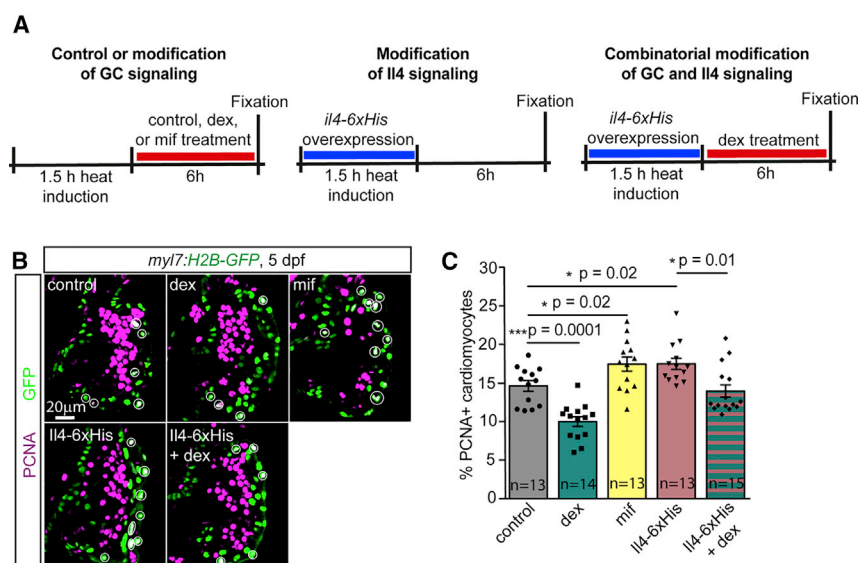 A
Control or modification
of GC signaling
Fixation
control, dex,
or mif treatment
1.5 h heat
induction
6h
Modification
of Il4 signaling
Fixation
il4-6xHis
overexpression
1.5 h heat
induction
6h
Combinatorial modification
of GC and Il4 signaling
Fixation
il4-6xHis
overexpression
dex treatment
1.5 h heat
induction
6h
B
myl7:H2B-GFP, 5 dpf
PCNA GFP
control
dex
mif
20µm
Il4-6xHis
Il4-6xHis
+ dex
C
% PCNA+ cardiomyocytes
30
25
20
15
10
5
0
* p = 0.01
* p = 0.02
* p = 0.02
***p = 0.0001
n=13
n=14
n=13
n=13
n=15
control
dex
mif
Il4-6xHis
Il4-6xHis
+ dex